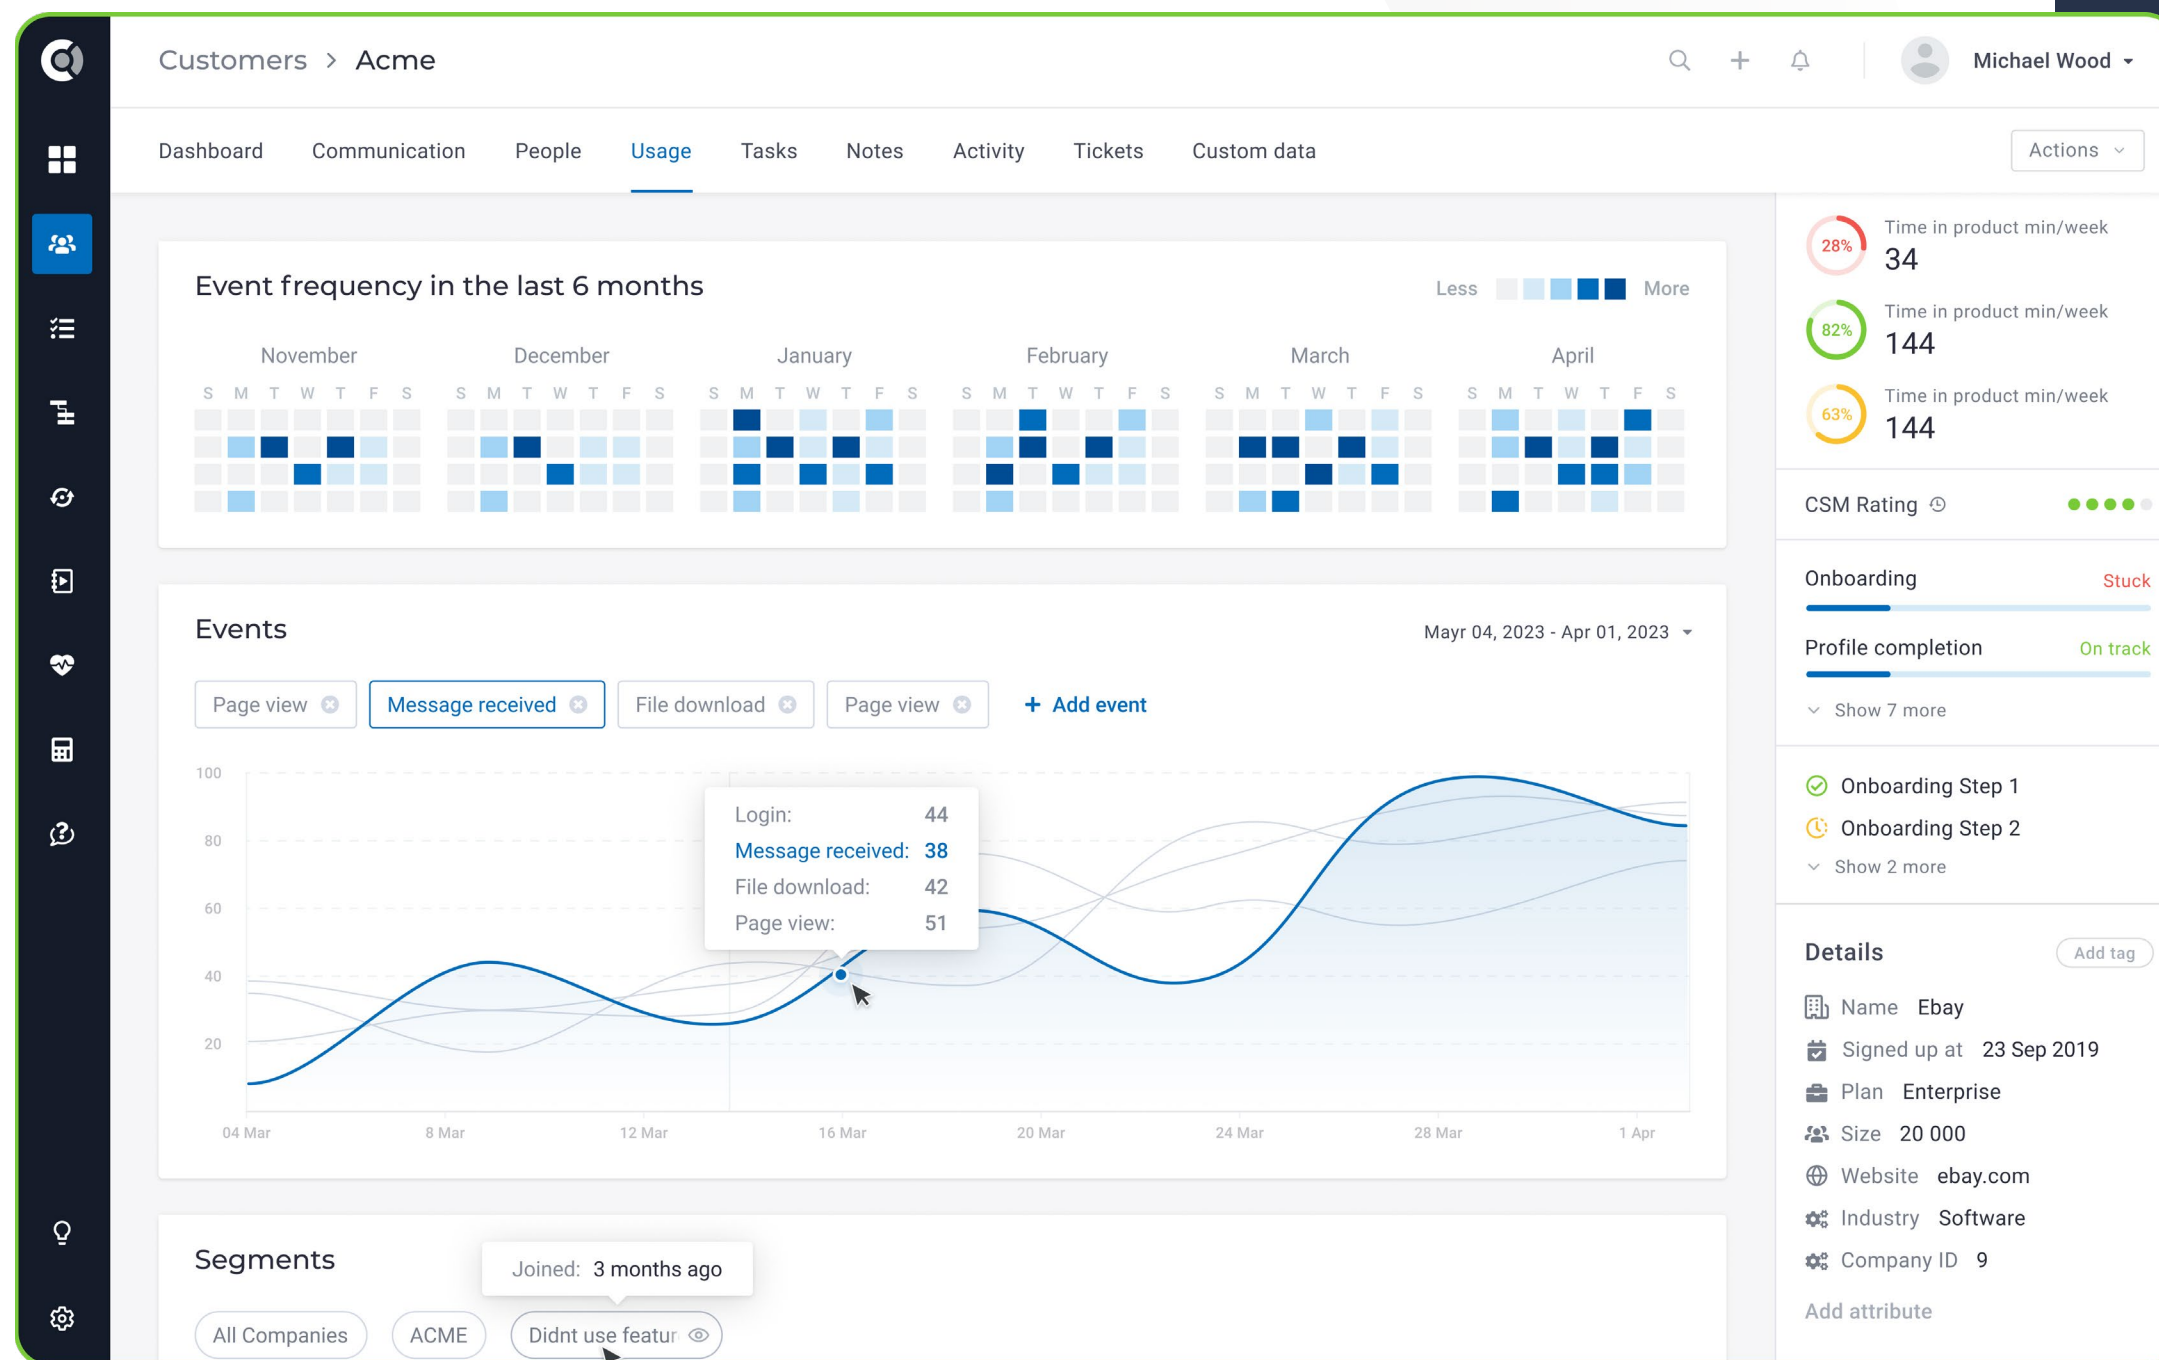 Customers > Acme
Michael Wood
Dashboard Communication People Usage Tasks Notes Activity Tickets Custom data
Actions
Event frequency in the last 6 months
Less More
November December January February March April
S M T W T F S S M T W T F S S M T W T F S S M T W T F S S M T W T F S S M T W T F S
Events
Mayr 04, 2023 - Apr 01, 2023
Page view Message received File download Page view + Add event
100
80
60
40
20
Login: 44
Message received: 38
File download: 42
Page view: 51
04 Mar 8 Mar 12 Mar 16 Mar 20 Mar 24 Mar 28 Mar 1 Apr
Segments
Joined: 3 months ago
All Companies ACME Didnt use featur
28% Time in product min/week
34
82% Time in product min/week
144
63% Time in product min/week
144
CSM Rating
Onboarding Stuck
Profile completion On track
Show 7 more
Onboarding Step 1
Onboarding Step 2
Show 2 more
Details Add tag
Name Ebay
Signed up at 23 Sep 2019
Plan Enterprise
Size 20 000
Website ebay.com
Industry Software
Company ID 9
Add attribute